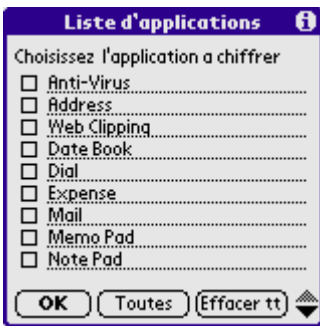 Liste d'applications
Choisissez l'application a chiffrer
Anti-Virus
Address
Web Clipping
Date Book
Dial
Expense
Mail
Memo Pad
Note Pad
OK Toutes Effacer tt